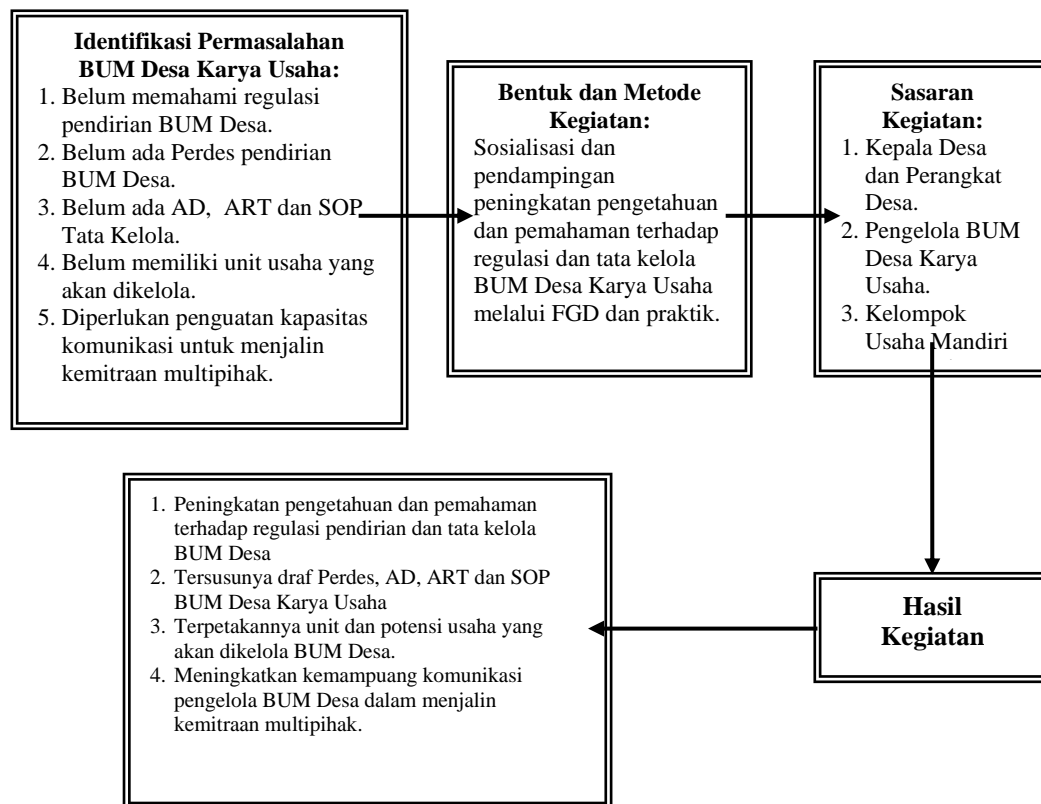 Identifikasi Permasalahan
BUM Desa Karya Usaha:
1. Belum memahami regulasi
pendirian BUM Desa.
2. Belum ada Perdes pendirian
BUM Desa.
3. Belum ada AD, ART dan SOP
Tata Kelola.
4. Belum memiliki unit usaha yang
akan dikelola.
5. Diperlukan penguatan kapasitas
komunikasi untuk menjalin
kemitraan multipihak.
Bentuk dan Metode
Kegiatan:
Sosialisasi dan
pendampingan
peningkatan pengetahuan
dan pemahaman terhadap
regulasi dan tata kelola
BUM Desa Karya Usaha
melalui FGD dan praktik.
Sasaran
Kegiatan:
1. Kepala Desa
dan Perangkat
Desa.
2. Pengelola BUM
Desa Karya
Usaha.
3. Kelompok
Usaha Mandiri
Hasil
Kegiatan
1. Peningkatan pengetahuan dan pemahaman
terhadap regulasi pendirian dan tata kelola
BUM Desa
2. Tersusunya draf Perdes, AD, ART dan SOP
BUM Desa Karya Usaha
3. Terpetakannya unit dan potensi usaha yang
akan dikelola BUM Desa.
4. Meningkatkan kemampuang komunikasi
pengelola BUM Desa dalam menjalin
kemitraan multipihak.